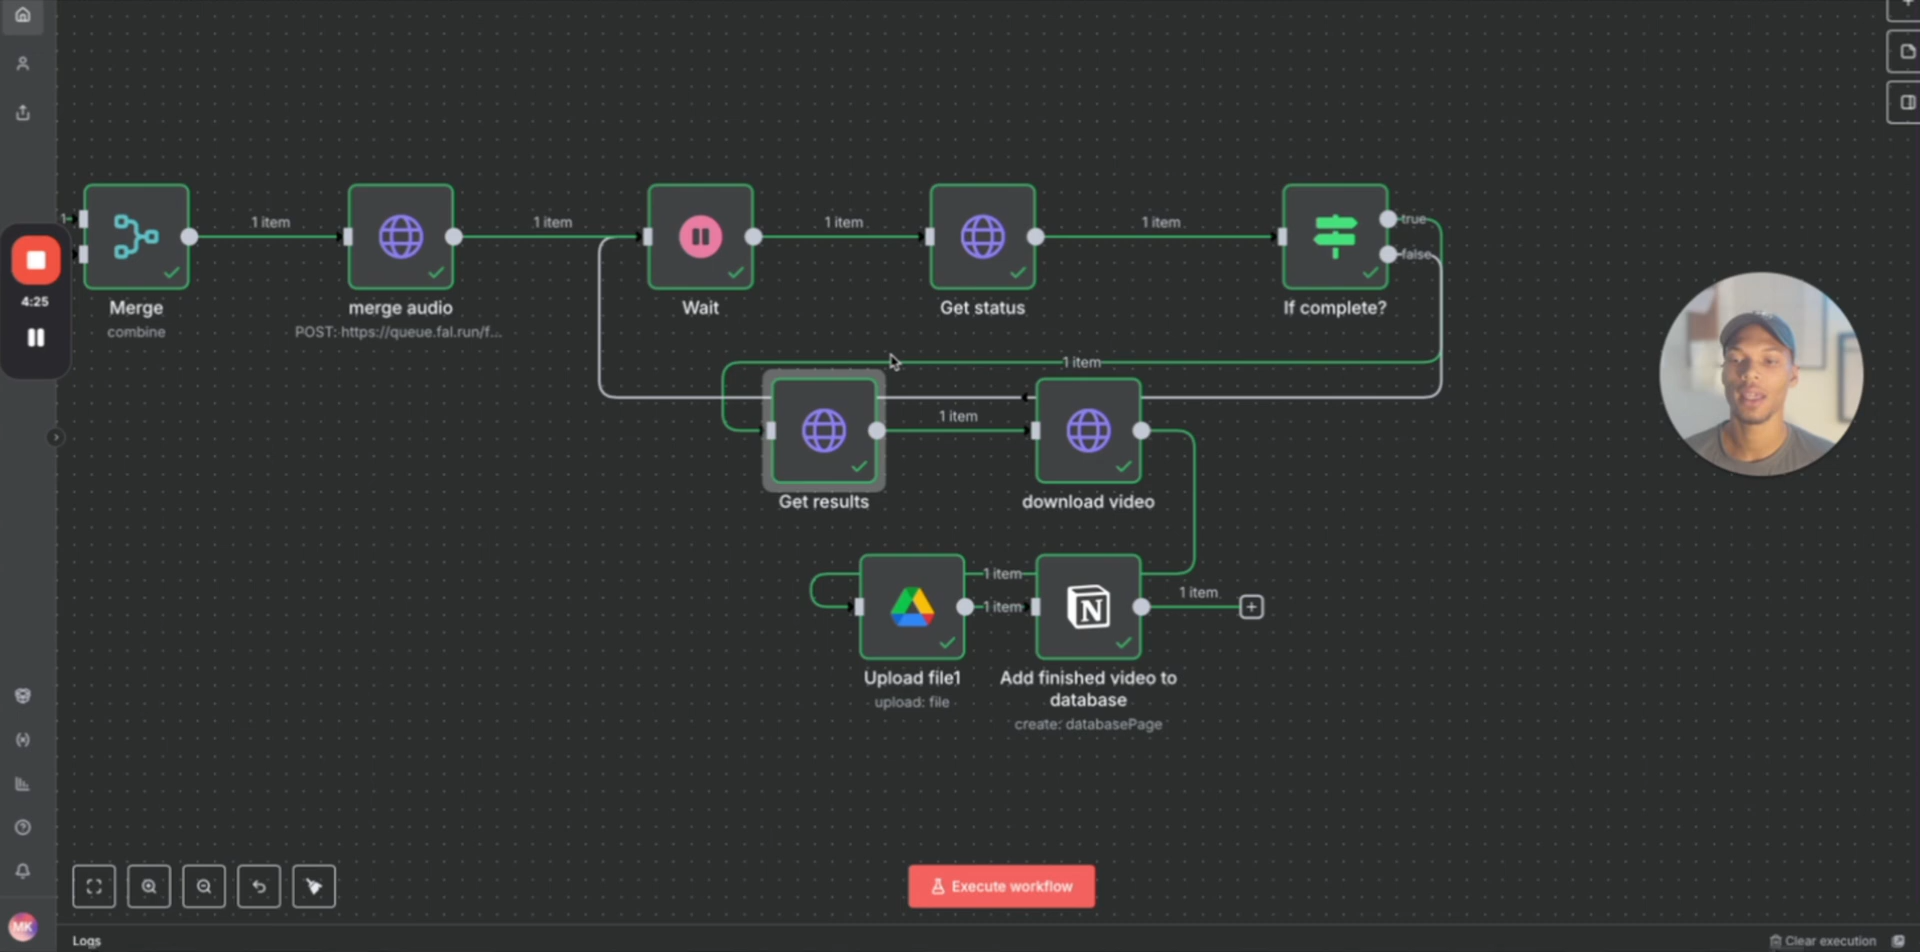 1
1 item
1 item
1 item
1 item
true
false
4:25
Merge
combine
merge audio
POST: https://queue.fal.run/f...
Wait
Get status
If complete?
1 item
1 item
Get results
download video
1 item
1 item
1 item
N
Upload file1
upload: file
Add finished video to
database
create: databasePage
Execute workflow
MK
Logs
Clear execution